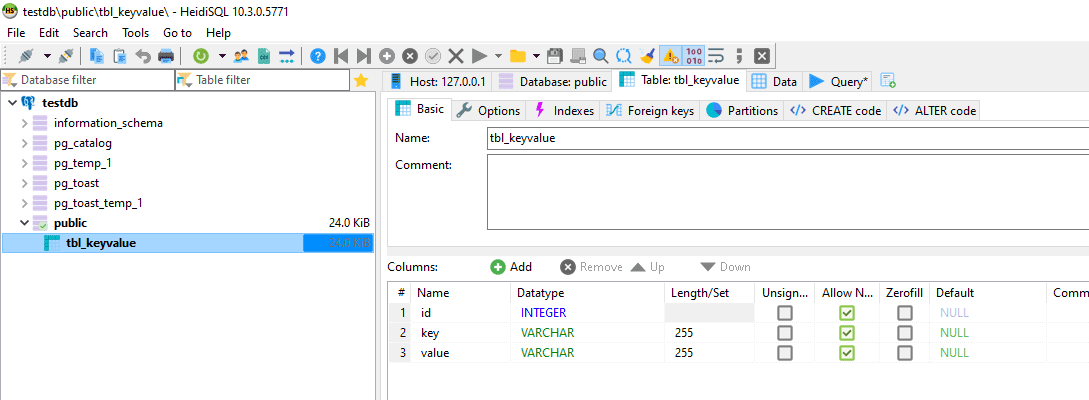 testdb\public\tbl_keyvalue\ - HeidiSQL 10.3.0.5771
File Edit Search Tools Go to Help
Database filter Table filter
Host: 127.0.0.1 Database: public Table: tbl_keyvalue Data Query*
testdb
information_schema
pg_catalog
pg_temp_1
pg_toast
pg_toast_temp_1
public 24.0 KiB
tbl_keyvalue 24.0 KiB
Basic Options Indexes Foreign keys Partitions CREATE code ALTER code
Name: tbl_keyvalue
Comment:
Columns: Add Remove Up Down
# Name Datatype Length/Set Unsign... Allow N... Zerofill Default Comm
1 id INTEGER NULL
2 key VARCHAR 255 NULL
3 value VARCHAR 255 NULL